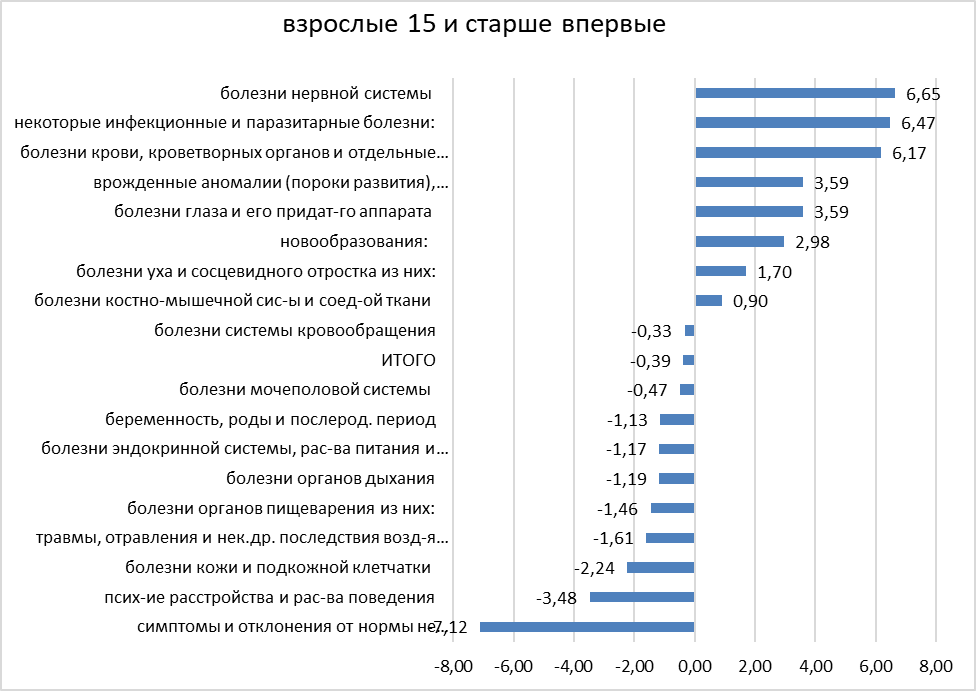 взрослые 15 и старше впервые
болезни нервной системы 6,65
некоторые инфекционные и паразитарные болезни: 6,47
болезни крови, кроветворных органов и отдельные... 6,17
врожденные аномалии (пороки развития),... 3,59
болезни глаза и его придат-го аппарата 3,59
новообразования: 2,98
болезни уха и сосцевидного отростка из них: 1,70
болезни костно-мышечной сис-ы и соед-ой ткани 0,90
болезни системы кровообращения -0,33
ИТОГО -0,39
болезни мочеполовой системы -0,47
беременность, роды и послерод. период -1,13
болезни эндокринной системы, рас-ва питания и... -1,17
болезни органов дыхания -1,19
болезни органов пищеварения из них: -1,46
травмы, отравления и нек.др. последствия возд-я... -1,61
болезни кожи и подкожной клетчатки -2,24
псих-ие расстройства и рас-ва поведения -3,48
симптомы и отклонения от нормы не... -7,12
-8,00 -6,00 -4,00 -2,00 0,00 2,00 4,00 6,00 8,00